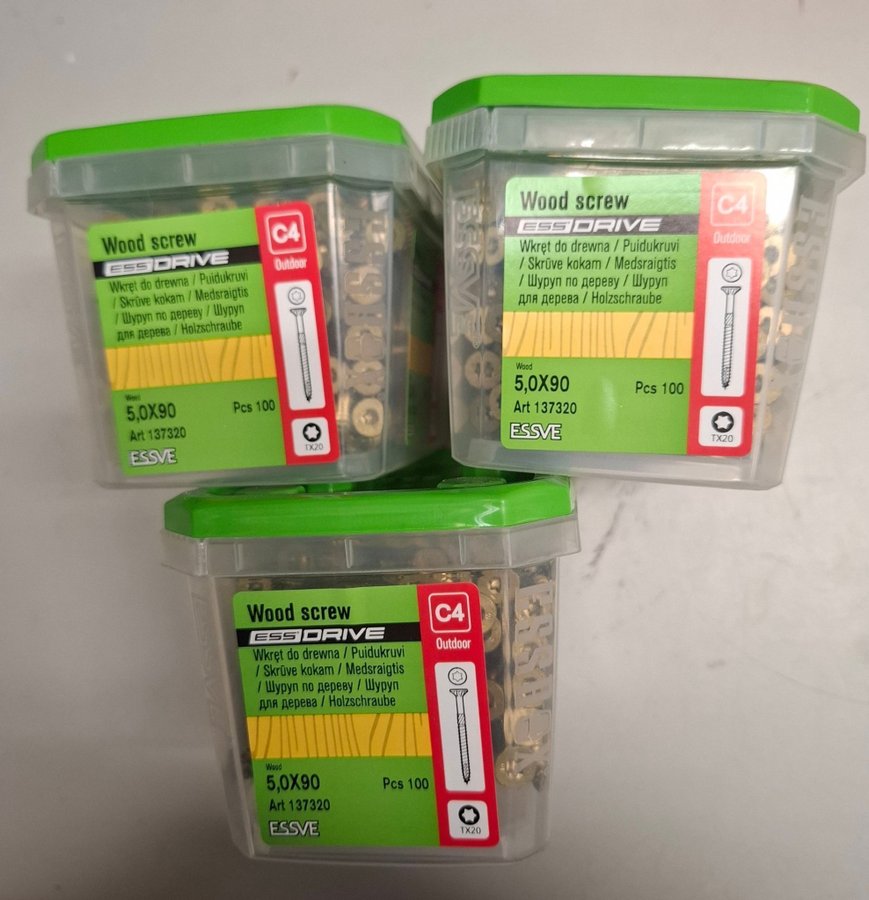 Wood screw
ESSDRIVE
Wkręt do drewna / Puidukruvi
/ Skrūve kokam / Medsraigtis
/ Шуруп по дереву / Шуруп
для дерева / Holzschraube
Wood
5,0X90
Pcs 100
Art 137320
ESSVE
C4
Outdoor
TX20
Wood screw
ESSDRIVE
Wkręt do drewna / Puidukruvi
/ Skrūve kokam / Medsraigtis
/ Шуруп по дереву / Шуруп
для дерева / Holzschraube
Wood
5,0X90
Pcs 100
Art 137320
ESSVE
C4
Outdoor
TX20
Wood screw
ESSDRIVE
Wkręt do drewna / Puidukruvi
/ Skrūve kokam / Medsraigtis
/ Шуруп по дереву / Шуруп
для дерева / Holzschraube
Wood
5,0X90
Pcs 100
Art 137320
ESSVE
C4
Outdoor
TX20